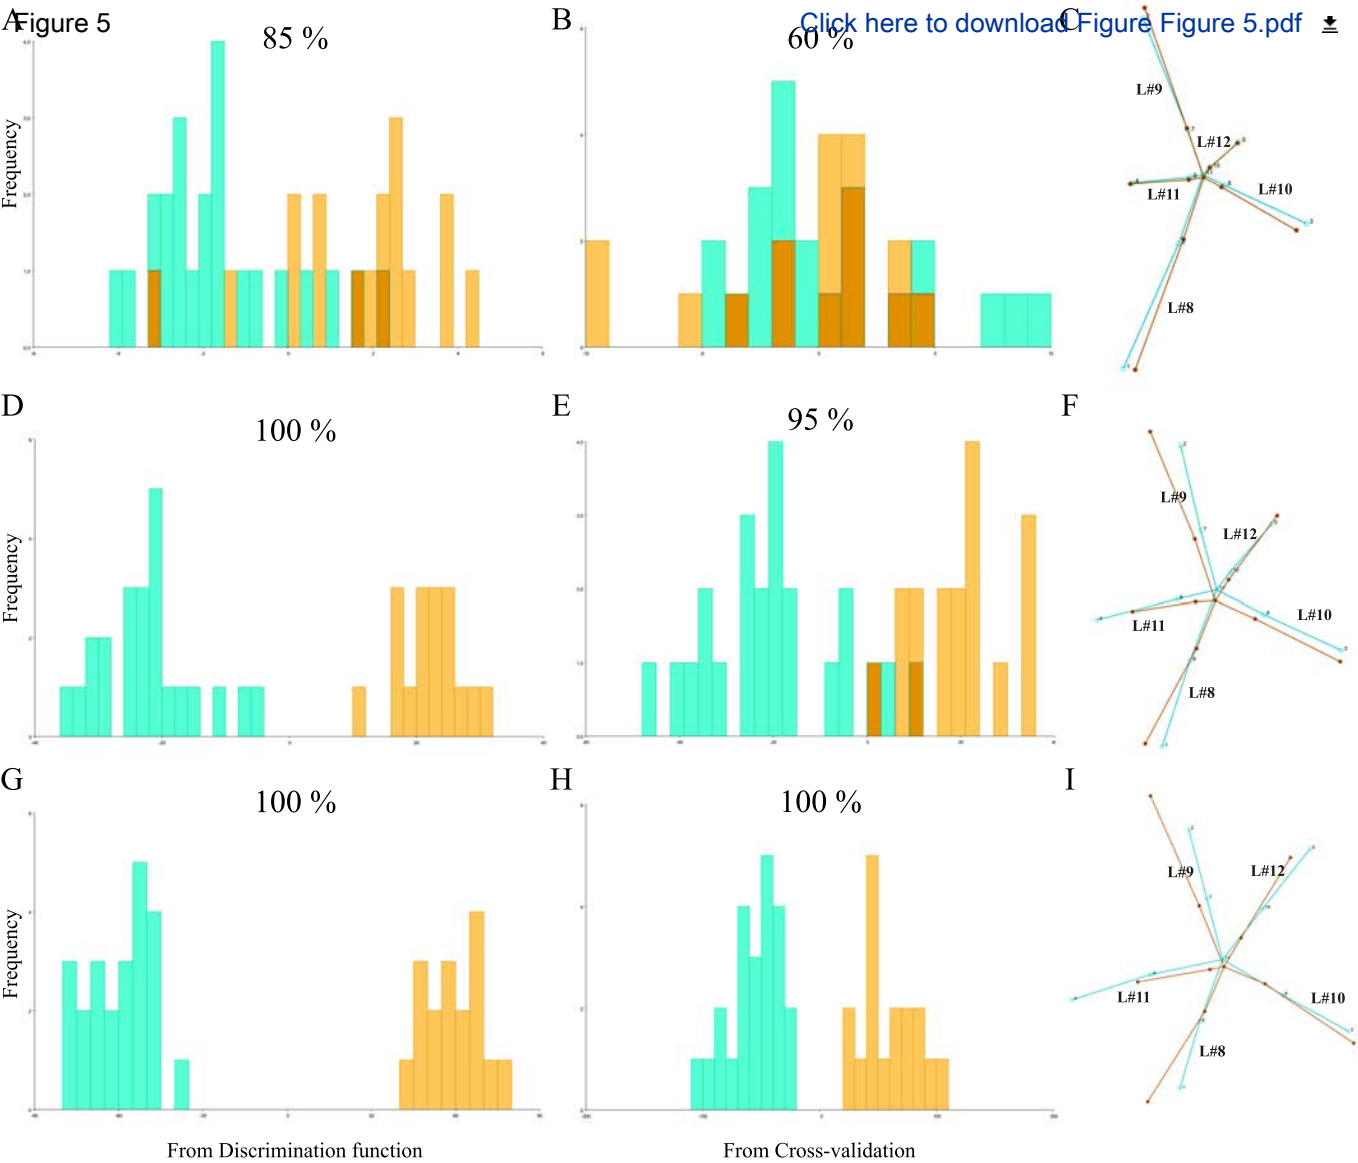 A Figure 5
85 %
B
60 %
Click here to download Figure Figure 5.pdf
C
Frequency
L#9
L#12
L#11
L#10
L#8
D
100 %
E
95 %
F
Frequency
L#9
L#12
L#11
L#10
L#8
G
100 %
H
100 %
I
Frequency
L#9
L#12
L#11
L#10
L#8
From Discrimination function
From Cross-validation